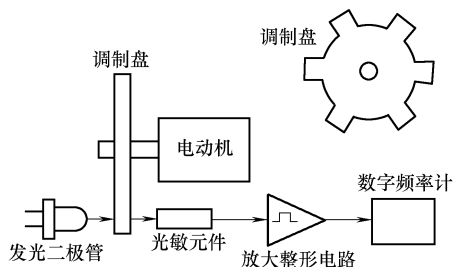 调制盘
调制盘
电动机
数字频率计
发光二极管
光敏元件
放大整形电路